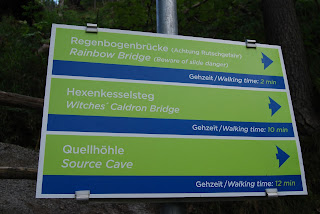 Regenbogenbrücke (Achtung Rutschgefahr)
Rainbow Bridge (Beware of slide danger)
Gehzeit/Walking time: 2 min
Hexenkesselsteg
Witches´ Caldron Bridge
Gehzeit/Walking time: 10 min
Quellhöhle
Source Cave
Gehzeit/Walking time: 12 min